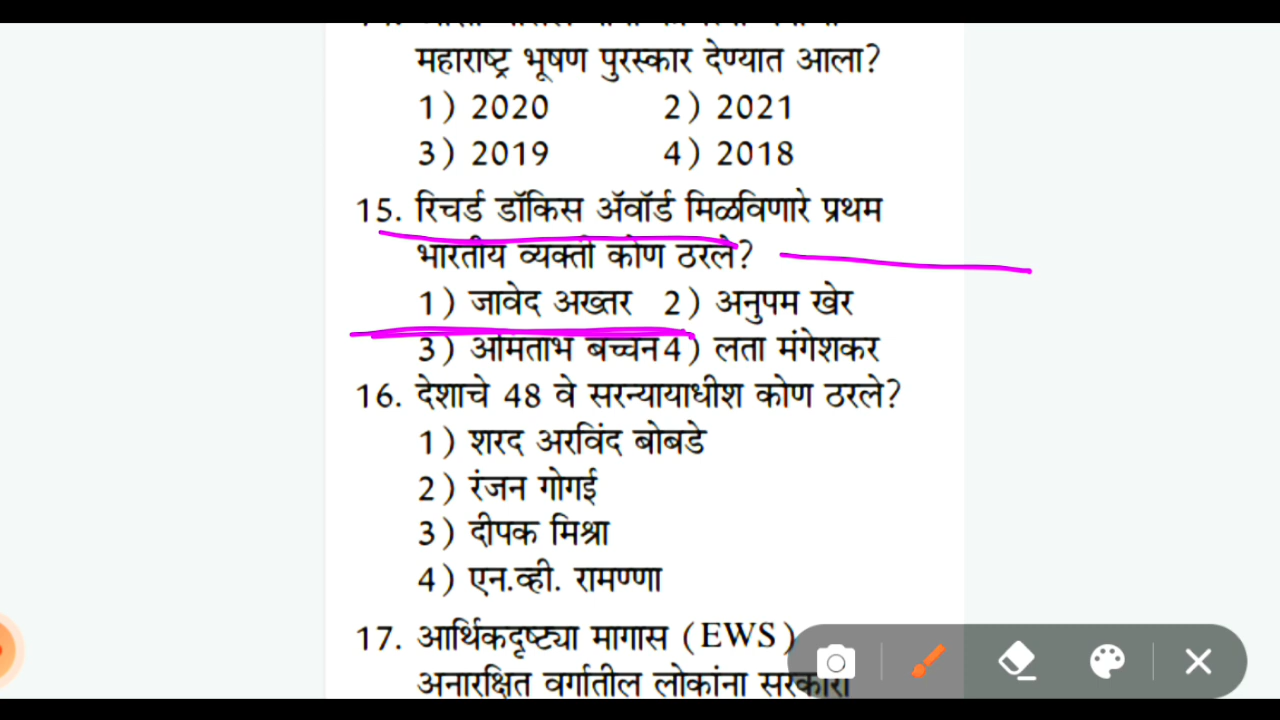 महाराष्ट्र भूषण पुरस्कार देण्यात आला?
1) 2020 2) 2021
3) 2019 4) 2018
15. रिचर्ड डॉकिस ॲवॉर्ड मिळविणारे प्रथम
भारतीय व्यक्ती कोण ठरले?
1) जावेद अख्तर 2) अनुपम खेर
3) अमिताभ बच्चन 4) लता मंगेशकर
16. देशाचे 48 वे सरन्यायाधीश कोण ठरले?
1) शरद अरविंद बोबडे
2) रंजन गोगई
3) दीपक मिश्रा
4) एन.व्ही. रामण्णा
17. आर्थिकदृष्ट्या मागास (EWS)
अनारक्षित वर्गातील लोकांना सरकारी